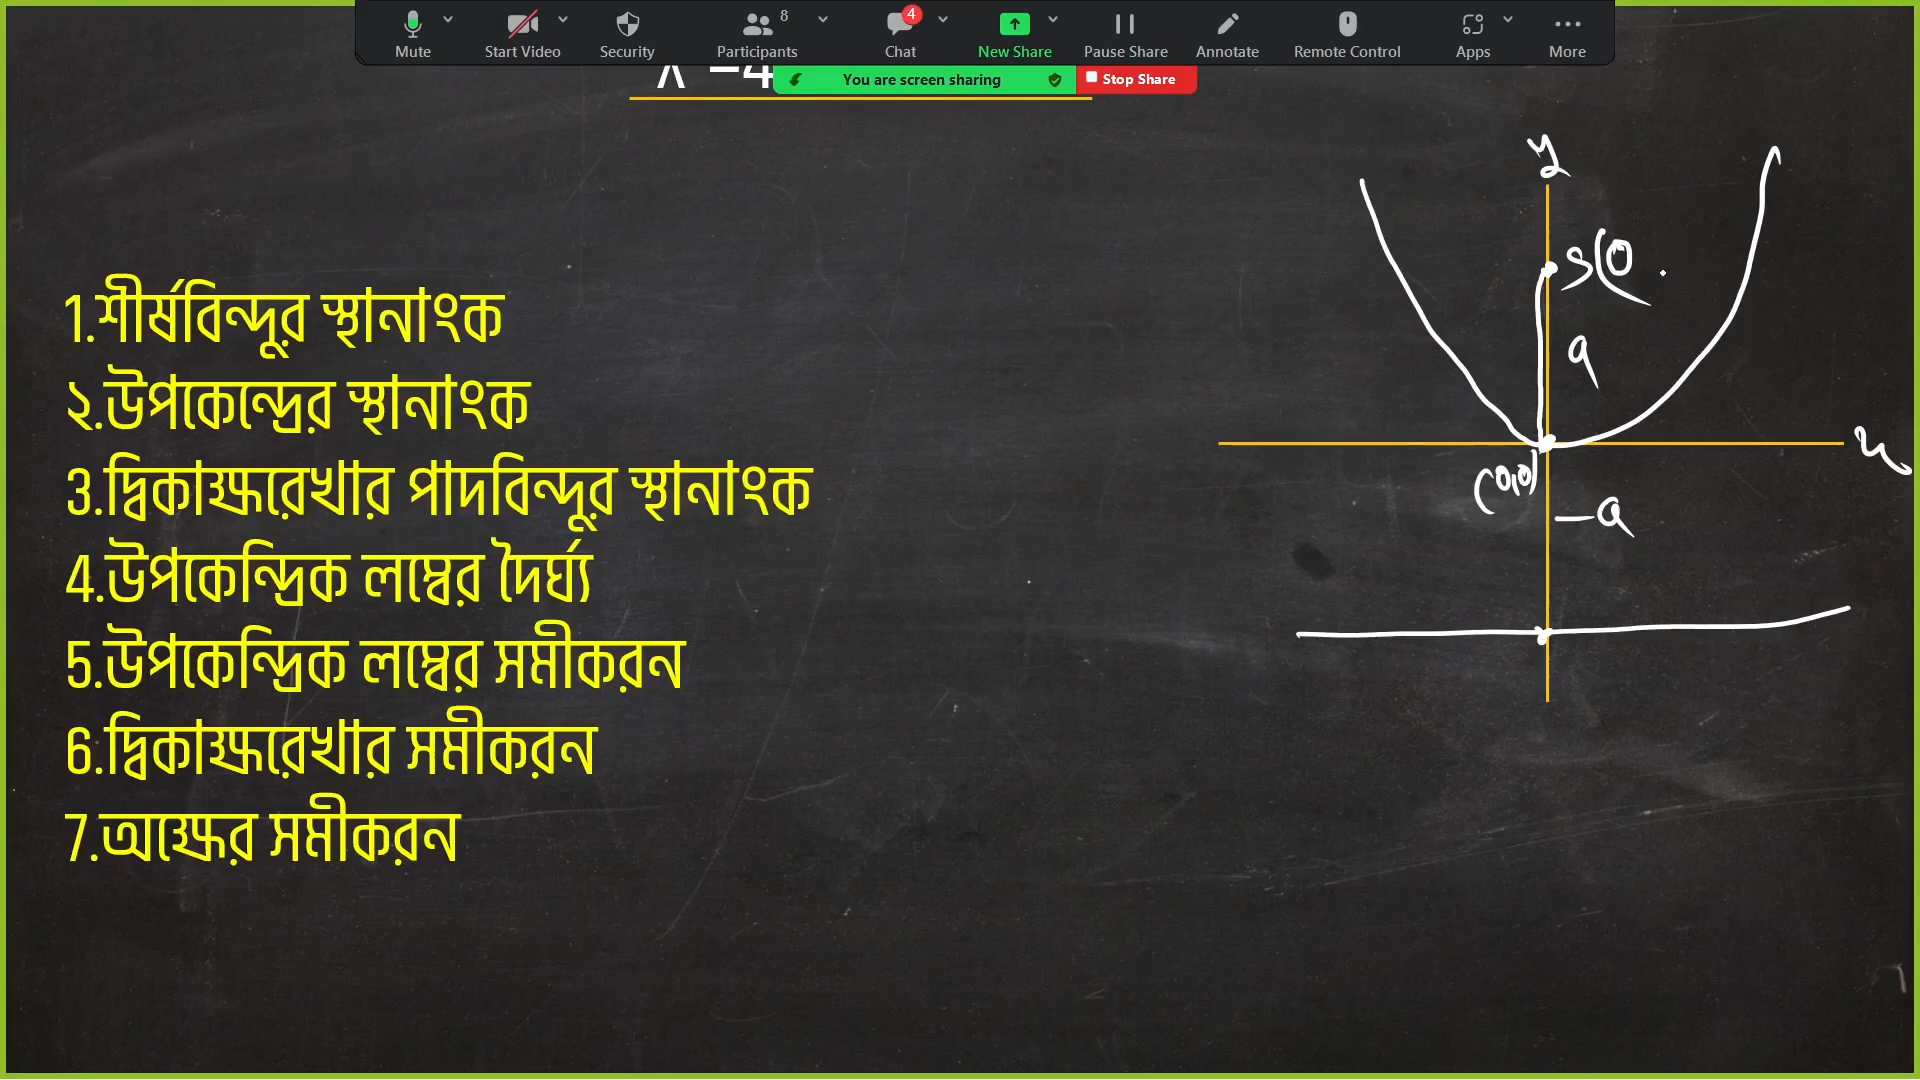 Mute Start Video Security Participants 8 Chat 4 New Share Pause Share Annotate Remote Control Apps More
You are screen sharing Stop Share
y
S(0
a
x
(0,0)
-a
1.শীর্ষবিন্দুর স্থানাংক
২.উপকেন্দ্রের স্থানাংক
3.দ্বিকাক্ষরেখার পাদবিন্দুর স্থানাংক
4.উপকেন্দ্রিক লম্বের দৈর্ঘ্য
5.উপকেন্দ্রিক লম্বের সমীকরন
6.দ্বিকাক্ষরেখার সমীকরন
7.অক্ষের সমীকরন